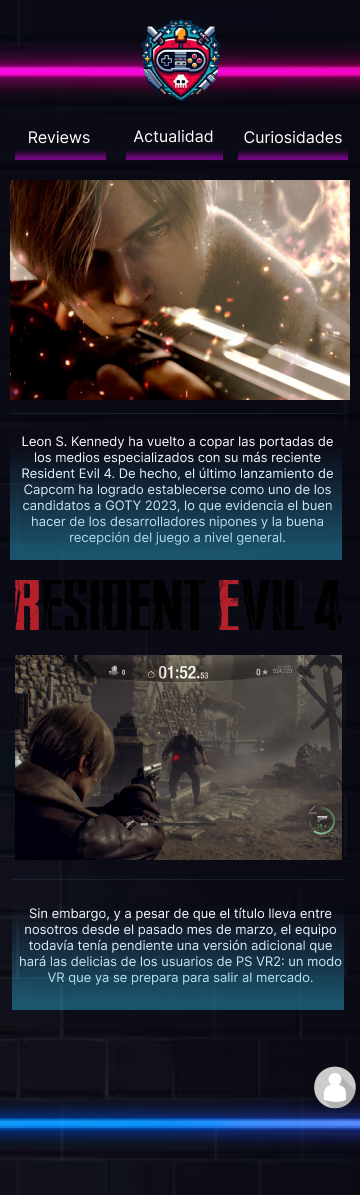 Reviews
Actualidad
Curiosidades
Leon S. Kennedy ha vuelto a copar las portadas de
los medios especializados con su más reciente
Resident Evil 4. De hecho, el último lanzamiento de
Capcom ha logrado establecerse como uno de los
candidatos a GOTY 2023, lo que evidencia el buen
hacer de los desarrolladores nipones y la buena
recepción del juego a nivel general.
RESIDENT EVIL 4
0
01:52.53
0
Sin embargo, y a pesar de que el título lleva entre
nosotros desde el pasado mes de marzo, el equipo
todavía tenía pendiente una versión adicional que
hará las delicias de los usuarios de PS VR2: un modo
VR que ya se prepara para salir al mercado.